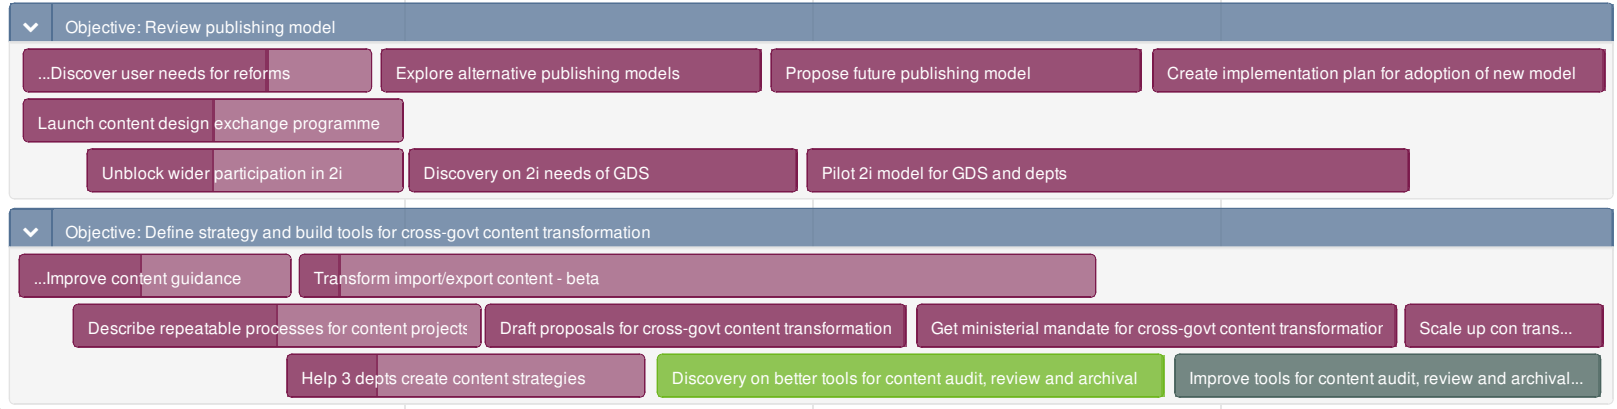 Objective: Review publishing model
...Discover user needs for reforms
Explore alternative publishing models
Propose future publishing model
Create implementation plan for adoption of new model
Launch content design exchange programme
Unblock wider participation in 2i
Discovery on 2i needs of GDS
Pilot 2i model for GDS and depts
Objective: Define strategy and build tools for cross-govt content transformation
...Improve content guidance
Transform import/export content - beta
Describe repeatable processes for content projects
Draft proposals for cross-govt content transformation
Get ministerial mandate for cross-govt content transformation
Scale up con trans...
Help 3 depts create content strategies
Discovery on better tools for content audit, review and archival
Improve tools for content audit, review and archival...